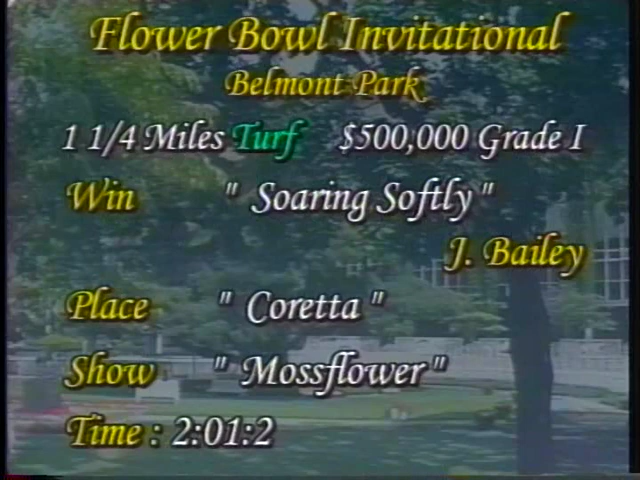 Flower Bowl Invitational
Belmont Park
1 1/4 Miles Turf $500,000 Grade I
Win " Soaring Softly "
J. Bailey
Place " Coretta "
Show " Mossflower "
Time : 2:01:2